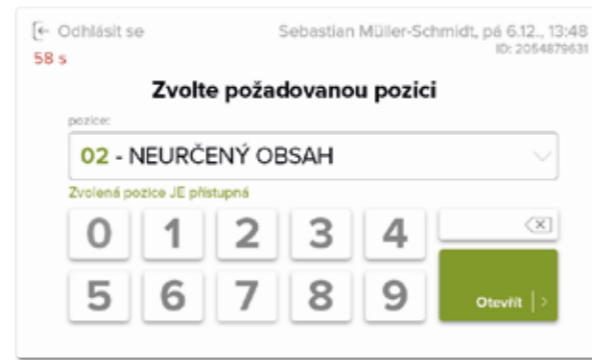 Odhlásit se
Sebastian Müller-Schmidt, pá 6.12., 13:48
58 s
ID: 2054879631
Zvolte požadovanou pozici
pozice:
02 - NEURČENÝ OBSAH
Zvolená pozice JE přístupná
0 1 2 3 4
5 6 7 8 9
Otevřít